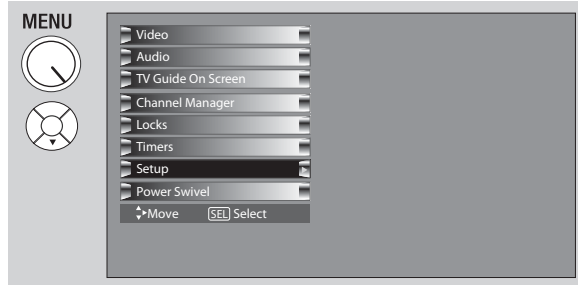 MENU
Video
Audio
TV Guide On Screen
Channel Manager
Locks
Timers
Setup
Power Swivel
Move SEL Select